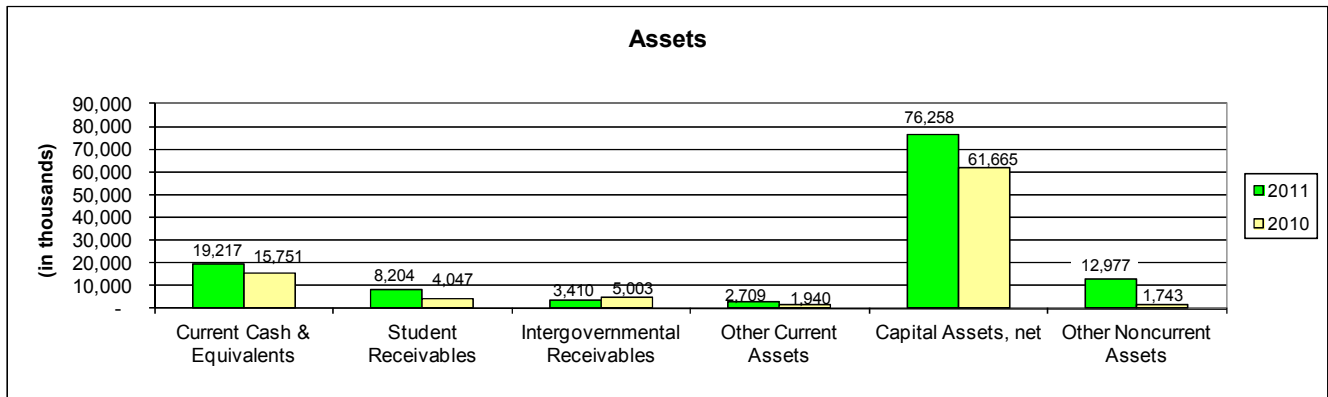 Assets
(in thousands)
90,000
80,000
70,000
60,000
50,000
40,000
30,000
20,000
10,000
-
19,217
15,751
8,204
4,047
3,410
5,003
2,709
1,940
76,258
61,665
12,977
1,743
Current Cash &
Equivalents
Student
Receivables
Intergovernmental
Receivables
Other Current
Assets
Capital Assets, net
Other Noncurrent
Assets
2011
2010